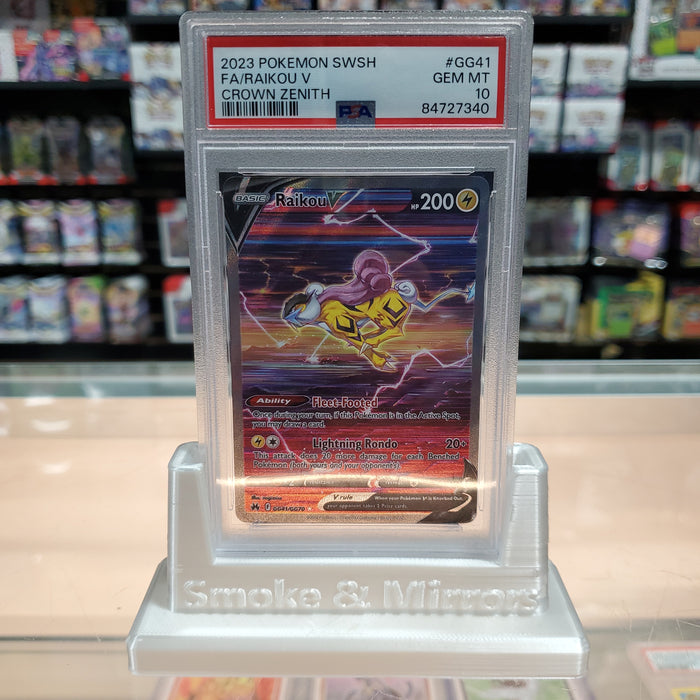 2023 POKEMON SWSH #GG41
FA/RAIKOU V GEM MT
CROWN ZENITH 10
PSA 84727340
BASIC Raikou V HP 200
Ability Fleet-Footed
Once during your turn, if this Pokémon is in the Active Spot,
you may draw a card.
Lightning Rondo 20+
This attack does 20 more damage for each Benched
Pokémon (both yours and your opponent's).
V rule When your Pokémon V is Knocked Out,
your opponent takes 2 Prize cards.
GG41/GG70
Smoke & Mirrors